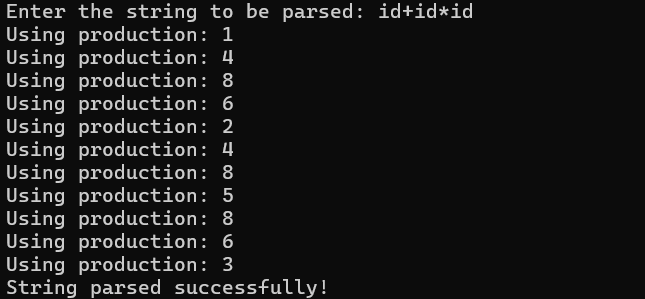 Enter the string to be parsed: id+id*id
Using production: 1
Using production: 4
Using production: 8
Using production: 6
Using production: 2
Using production: 4
Using production: 8
Using production: 5
Using production: 8
Using production: 6
Using production: 3
String parsed successfully!